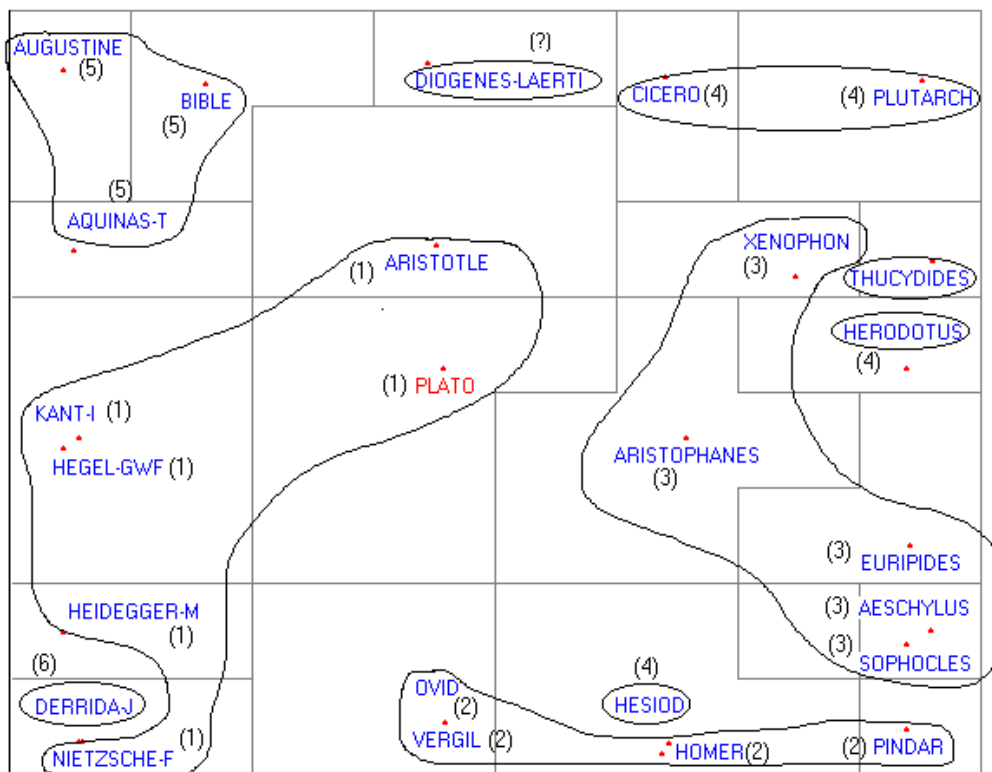 AUGUSTINE
(5)
BIBLE
(5)
(5)
AQUINAS-T
(?)
DIOGENES-LAERTI
CICERO (4)
(4) PLUTARCH
ARISTOTLE
(1)
(1) PLATO
KANT-I (1)
HEGEL-GWF (1)
HEIDEGGER-M
(1)
(6)
DERRIDA-J
(1)
NIETZSCHE-F
XENOPHON
(3)
THUCYDIDES
HERODOTUS
(4)
ARISTOPHANES
(3)
(3) EURIPIDES
(3) AESCHYLUS
(3) SOPHOCLES
OVID
(2)
VERGIL (2)
(4)
HESIOD
HOMER (2)
(2) PINDAR